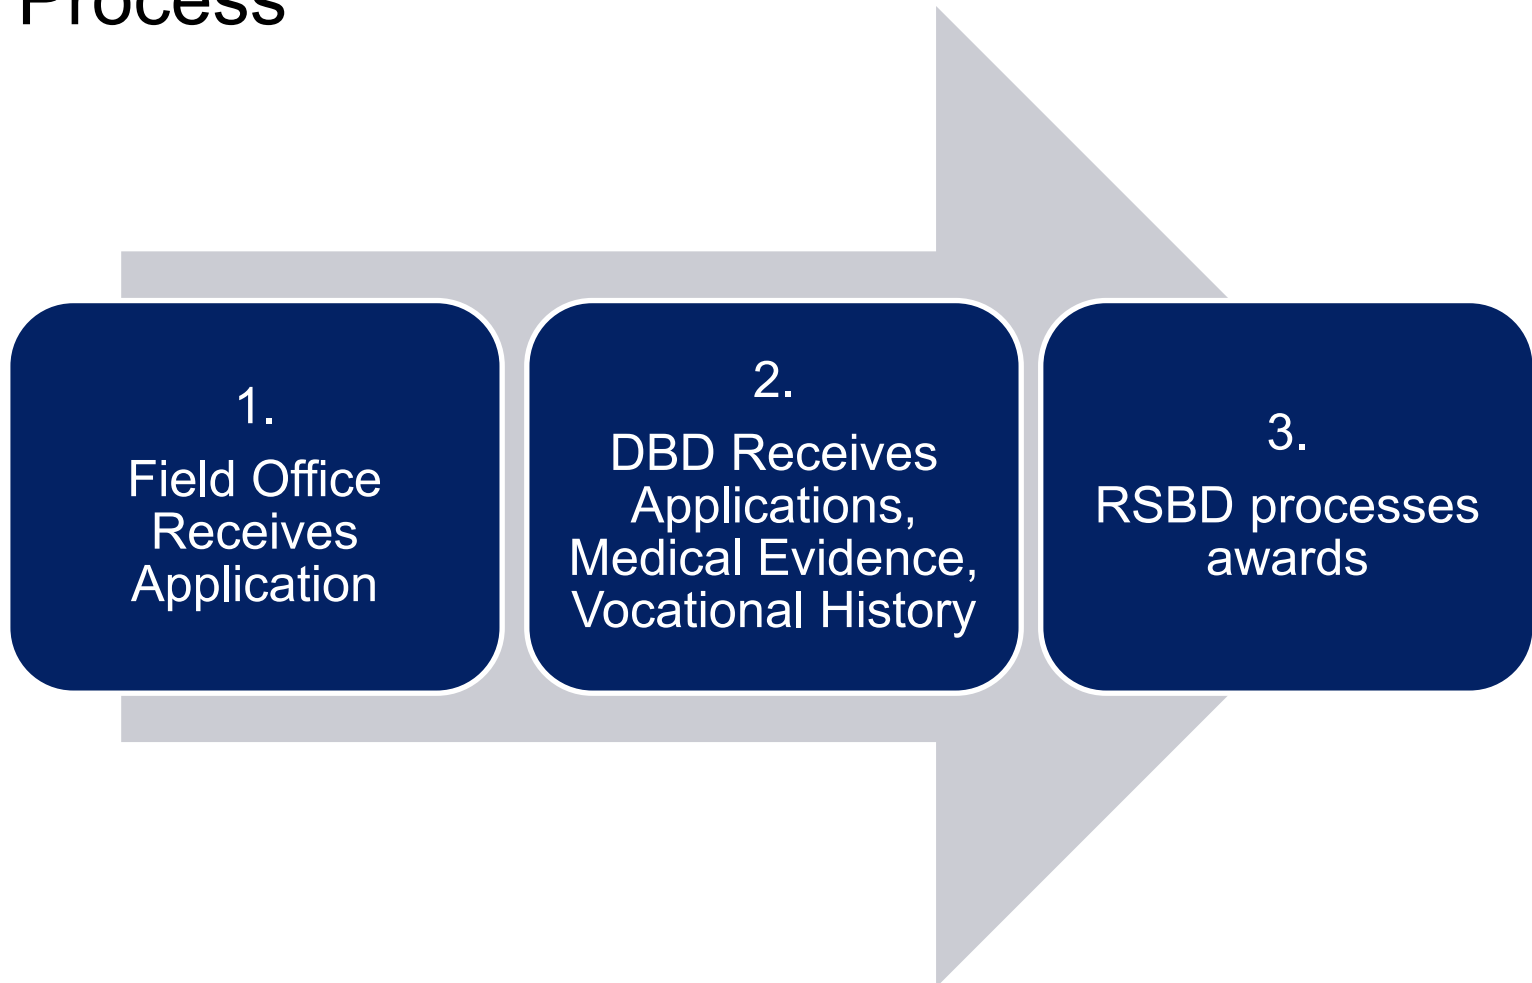 Process
1.
Field Office
Receives
Application
2.
DBD Receives
Applications,
Medical Evidence,
Vocational History
3.
RSBD processes
awards